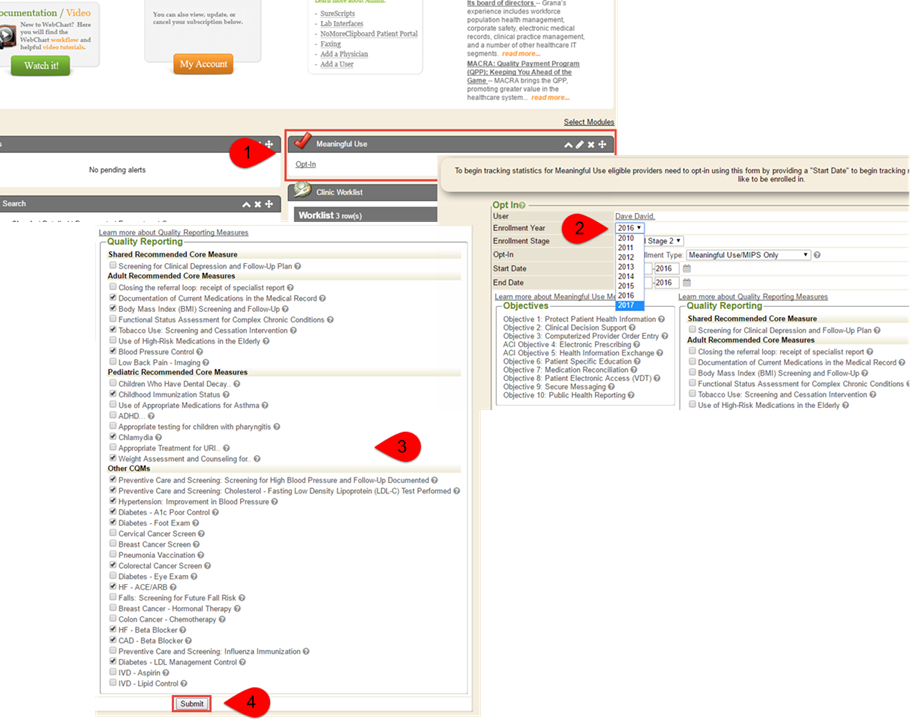 ocumentation / Video
New to WebChart? Here
you will find the
WebChart workflow and
helpful video tutorials.
Watch it!
You can also view, update, or
cancel your subscription below.
My Account
Learn more about Admin.
- SureScripts
- Lab Interfaces
- NoMoreClipboard Patient Portal
- Faxing
- Add a Physician
- Add a User
Its board of directors -- Grana's
experience includes workforce
population health management,
corporate safety, electronic medical
records, clinical practice management,
and a number of other healthcare IT
segments. read more...
MACRA: Quality Payment Program
(QPP): Keeping You Ahead of the
Game -- MACRA brings the QPP,
promoting greater value in the
healthcare system... read more...
Select Modules
s
No pending alerts
Search
1
Meaningful Use
Opt-In
Clinic Worklist
Worklist 3 row(s)
To begin tracking statistics for Meaningful Use eligible providers need to opt-in using this form by providing a "Start Date" to begin tracking
like to be enrolled in.
Opt In
User Dave David,
Enrollment Year 2016
2
2010
2011
2012
2013
2014
2015
2016
2017
Enrollment Stage Stage 2
Opt-In llment Type: Meaningful Use/MIPS Only
Start Date -2016
End Date -2016
Learn more about Meaningful Use Me
Objectives
Objective 1: Protect Patient Health Information
Objective 2: Clinical Decision Support
Objective 3: Computerized Provider Order Entry
ACI Objective 4: Electronic Prescribing
ACI Objective 5: Health Information Exchange
Objective 6: Patient Specific Education
Objective 7: Medication Reconciliation
Objective 8: Patient Electronic Access (VDT)
Objective 9: Secure Messaging
Objective 10: Public Health Reporting
Learn more about Quality Reporting Measures
Quality Reporting
Shared Recommended Core Measure
Screening for Clinical Depression and Follow-Up Plan
Adult Recommended Core Measures
Closing the referral loop: receipt of specialist report
Documentation of Current Medications in the Medical Record
Body Mass Index (BMI) Screening and Follow-Up
Functional Status Assessment for Complex Chronic Conditions
Tobacco Use: Screening and Cessation Intervention
Use of High-Risk Medications in the Elderly
Learn more about Quality Reporting Measures
Quality Reporting
Shared Recommended Core Measure
Screening for Clinical Depression and Follow-Up Plan
Adult Recommended Core Measures
Closing the referral loop: receipt of specialist report
Documentation of Current Medications in the Medical Record
Body Mass Index (BMI) Screening and Follow-Up
Functional Status Assessment for Complex Chronic Conditions
Tobacco Use: Screening and Cessation Intervention
Use of High-Risk Medications in the Elderly
Blood Pressure Control
Low Back Pain - Imaging
Pediatric Recommended Core Measures
Children Who Have Dental Decay..
Childhood Immunization Status
Use of Appropriate Medications for Asthma
ADHD...
Appropriate testing for children with pharyngitis
Chlamydia
Appropriate Treatment for URI..
Weight Assessment and Counseling for..
3
Other CQMs
Preventive Care and Screening: Screening for High Blood Pressure and Follow-Up Documented
Preventive Care and Screening: Cholesterol - Fasting Low Density Lipoprotein (LDL-C) Test Performed
Hypertension: Improvement in Blood Pressure
Diabetes - A1c Poor Control
Diabetes - Foot Exam
Cervical Cancer Screen
Breast Cancer Screen
Pneumonia Vaccination
Colorectal Cancer Screen
Diabetes - Eye Exam
HF - ACE/ARB
Falls: Screening for Future Fall Risk
Breast Cancer - Hormonal Therapy
Colon Cancer - Chemotherapy
HF - Beta Blocker
CAD - Beta Blocker
Preventive Care and Screening: Influenza Immunization
Diabetes - LDL Management Control
IVD - Aspirin
IVD - Lipid Control
Submit
4